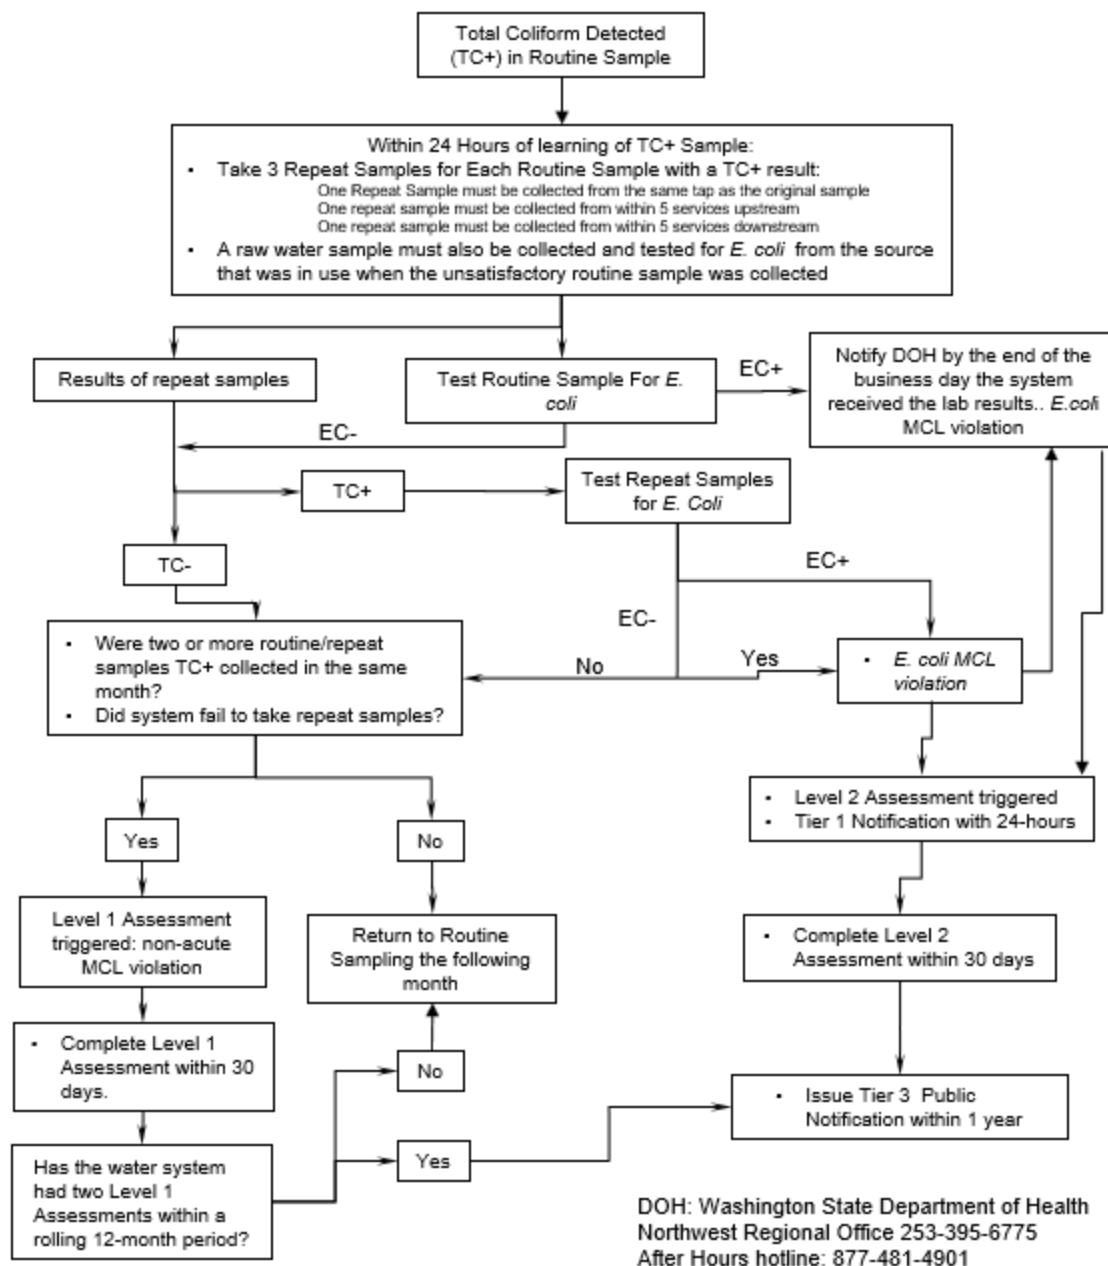 Total Coliform Detected
(TC+) in Routine Sample
Within 24 Hours of learning of TC+ Sample:
• Take 3 Repeat Samples for Each Routine Sample with a TC+ result:
One Repeat Sample must be collected from the same tap as the original sample
One repeat sample must be collected from within 5 services upstream
One repeat sample must be collected from within 5 services downstream
• A raw water sample must also be collected and tested for E. coli from the source
that was in use when the unsatisfactory routine sample was collected
Results of repeat samples
Test Routine Sample For E.
coli
EC+
Notify DOH by the end of the
business day the system
received the lab results.. E.coli
MCL violation
EC-
TC+
Test Repeat Samples
for E. Coli
TC-
EC+
EC-
• Were two or more routine/repeat
samples TC+ collected in the same
month?
• Did system fail to take repeat samples?
No
Yes
• E. coli MCL
violation
• Level 2 Assessment triggered
• Tier 1 Notification with 24-hours
Yes
No
Level 1 Assessment
triggered: non-acute
MCL violation
Return to Routine
Sampling the following
month
• Complete Level 2
Assessment within 30 days
• Complete Level 1
Assessment within 30
days.
No
• Issue Tier 3 Public
Notification within 1 year
Has the water system
had two Level 1
Assessments within a
rolling 12-month period?
Yes
DOH: Washington State Department of Health
Northwest Regional Office 253-395-6775
After Hours hotline: 877-481-4901